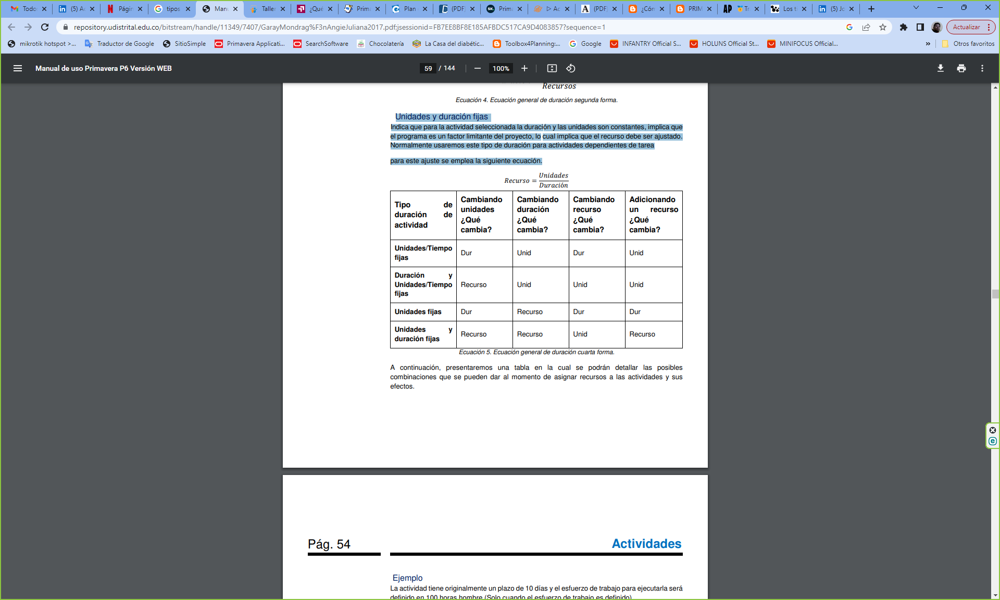 Todo
(5) A
Págir
tipos
Manu
Taller
¿Qué
Prima
Plan
(PDF)
Prima
(PDF)
¿Cón
PRIM
Tr
Los ti
(5) Jo
repository.udistrital.edu.co/bitstream/handle/11349/7407/GarayMondrag%F3nAngieJuliana2017.pdf;jsessionid=FB7EE8BF8E185AFBDC517CA9D4083857?sequence=1
Actualizar
mikrotik hotspot >...
Traductor de Google
SitioSimple
Primavera Applicati...
SearchSoftware
Chocolatería
La Casa del diabétic...
Toolbox4Planning:...
Google
INFANTRY Official S...
HOLUNS Official St...
MINIFOCUS Official...
»
Otros favoritos
Manual de uso Primavera P6 Versión WEB
59 / 144
100%
Recursos
Ecuación 4. Ecuación general de duración segunda forma.
Unidades y duración fijas
Indica que para la actividad seleccionada la duración y las unidades son constantes, implica que
el programa es un factor limitante del proyecto, lo cual implica que el recurso debe ser ajustado.
Normalmente usaremos este tipo de duración para actividades dependientes de tarea
para este ajuste se emplea la siguiente ecuación.
Recurso = Unidades
Duración
Tipo de duración de actividad
Cambiando unidades ¿Qué cambia?
Cambiando duración ¿Qué cambia?
Cambiando recurso ¿Qué cambia?
Adicionando un recurso ¿Qué cambia?
Unidades/Tiempo fijas
Dur
Unid
Dur
Unid
Duración y Unidades/Tiempo fijas
Recurso
Unid
Unid
Unid
Unidades fijas
Dur
Recurso
Dur
Dur
Unidades y duración fijas
Recurso
Recurso
Unid
Recurso
Ecuación 5. Ecuación general de duración cuarta forma.
A continuación, presentaremos una tabla en la cual se podrán detallar las posibles
combinaciones que se pueden dar al momento de asignar recursos a las actividades y sus
efectos.
Pág. 54
Actividades
Ejemplo
La actividad tiene originalmente un plazo de 10 días y el esfuerzo de trabajo para ejecutarla será
definido en 100 horas hombre (Solo cuando el esfuerzo de trabajo es definido)